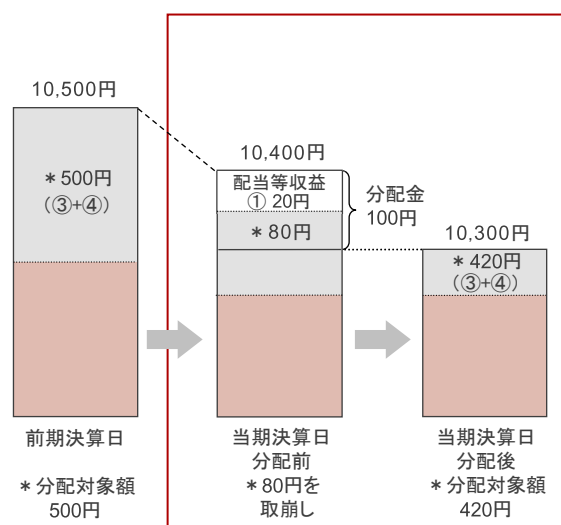 10,500円
＊500円
（③+④）
前期決算日
＊分配対象額
500円
10,400円
配当等収益
① 20円
＊80円
分配金
100円
当期決算日
分配前
＊80円を
取崩し
10,300円
＊420円
（③+④）
当期決算日
分配後
＊分配対象額
420円